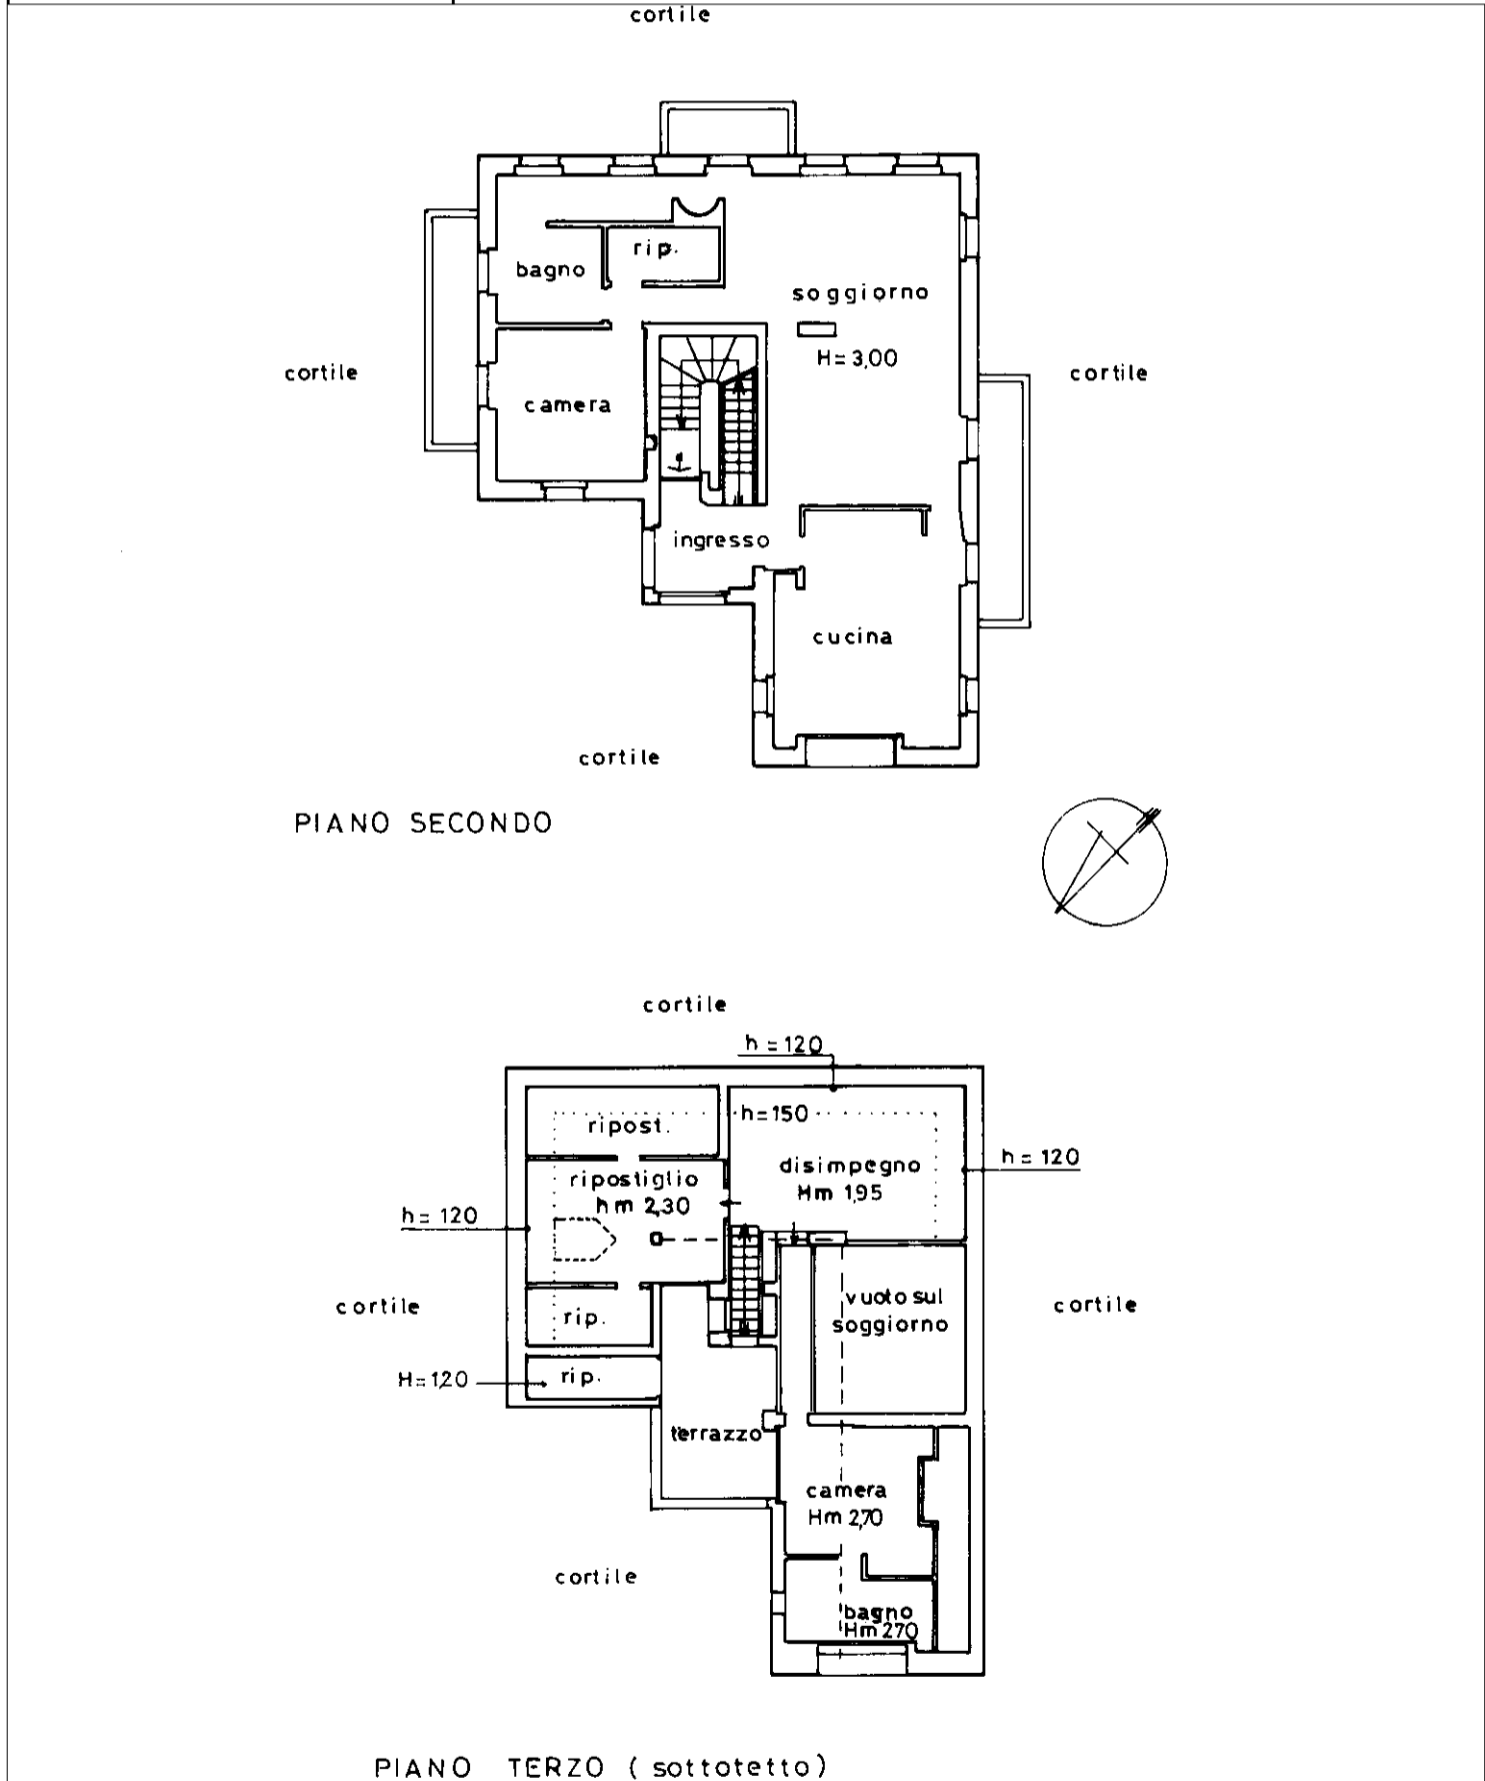 cortile
rip.
bagno
soggiorno
H=3,00
cortile
cortile
camera
ingresso
cucina
cortile
PIANO SECONDO
cortile
h=120
h=150
ripost.
disimpegno
Hm 1,95
h=120
ripostiglio
hm 2,30
h=120
vuoto sul
soggiorno
cortile
cortile
rip.
rip.
H=1,20
terrazzo
camera
Hm 2,70
cortile
bagno
Hm 270
PIANO TERZO (sottotetto)